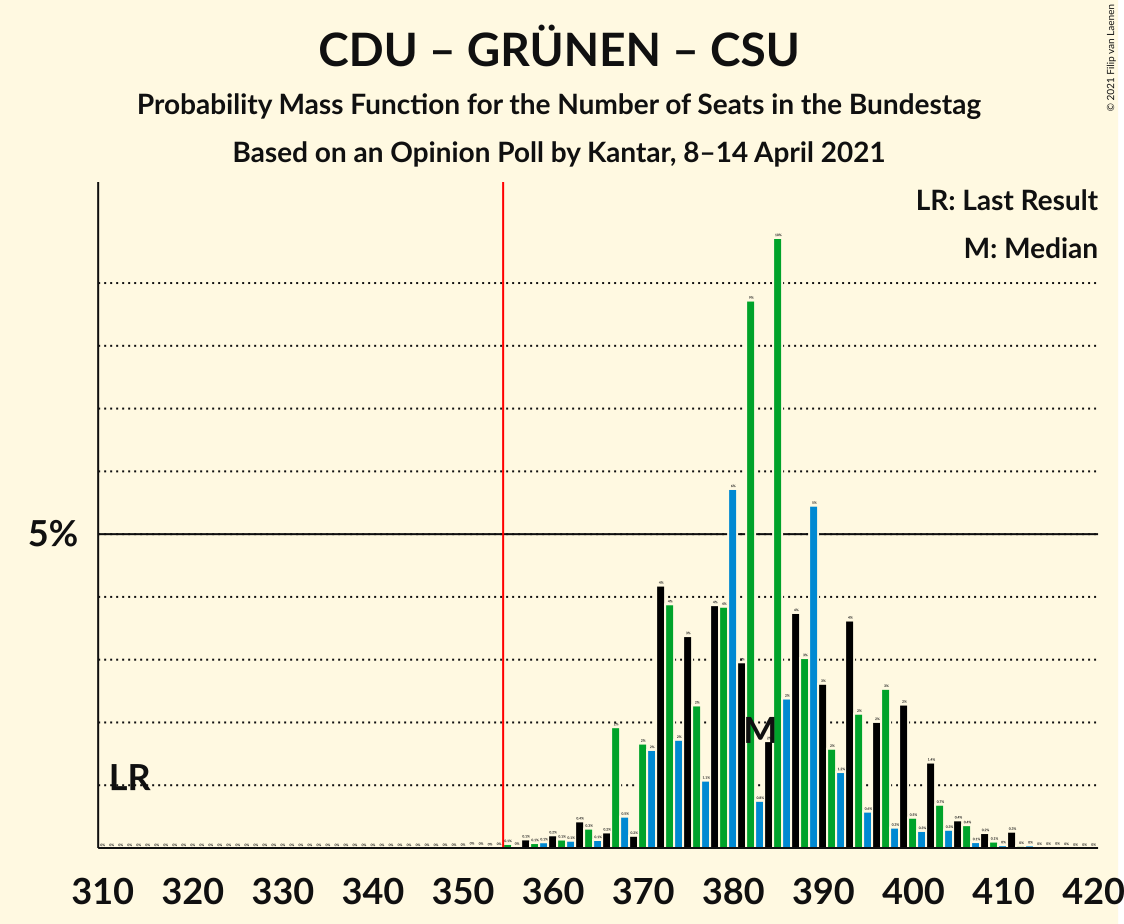 CDU – GRÜNEN – CSU
Probability Mass Function for the Number of Seats in the Bundestag
Based on an Opinion Poll by Kantar, 8–14 April 2021
© 2021 Filip van Laenen
LR: Last Result
M: Median
5%
LR
M
310 320 330 340 350 360 370 380 390 400 410 420